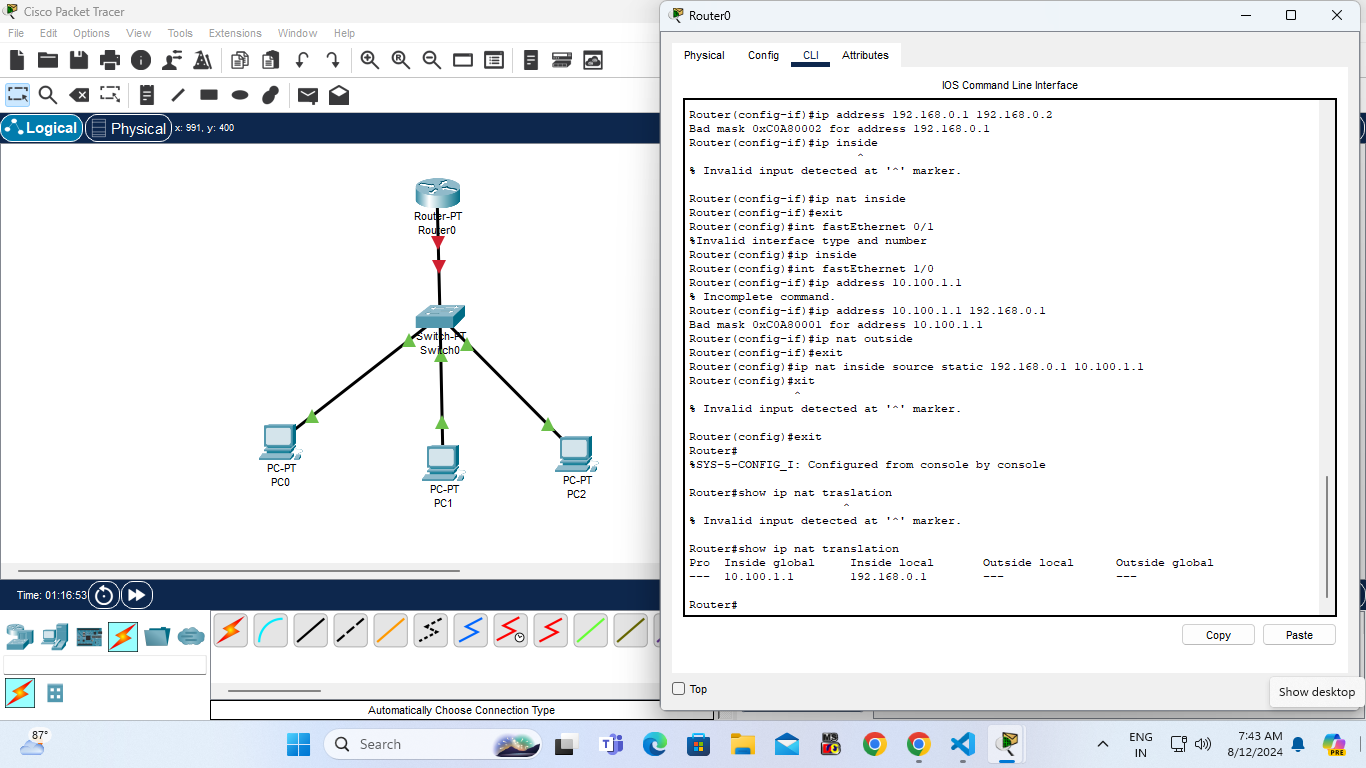 Cisco Packet Tracer
File Edit Options View Tools Extensions Window Help
Logical Physical x: 991, y: 400
Router-PT
Router0
Switch-PT
Switch0
PC-PT
PC0
PC-PT
PC1
PC-PT
PC2
Time: 01:16:53
Automatically Choose Connection Type
Router0
Physical Config CLI Attributes
IOS Command Line Interface
Router(config-if)#ip address 192.168.0.1 192.168.0.2
Bad mask 0xC0A80002 for address 192.168.0.1
Router(config-if)#ip inside
^
% Invalid input detected at '^' marker.
Router(config-if)#ip nat inside
Router(config-if)#exit
Router(config)#int fastEthernet 0/1
%Invalid interface type and number
Router(config)#ip inside
Router(config)#int fastEthernet 1/0
Router(config-if)#ip address 10.100.1.1
% Incomplete command.
Router(config-if)#ip address 10.100.1.1 192.168.0.1
Bad mask 0xC0A80001 for address 10.100.1.1
Router(config-if)#ip nat outside
Router(config-if)#exit
Router(config)#ip nat inside source static 192.168.0.1 10.100.1.1
Router(config)#xit
^
% Invalid input detected at '^' marker.
Router(config)#exit
Router#
%SYS-5-CONFIG_I: Configured from console by console
Router#show ip nat traslation
^
% Invalid input detected at '^' marker.
Router#show ip nat translation
Pro Inside global Inside local Outside local Outside global
--- 10.100.1.1 192.168.0.1 --- ---
Router#
Copy Paste
Top
Show desktop
87°
Search
ENG
IN
7:43 AM
8/12/2024
PRE